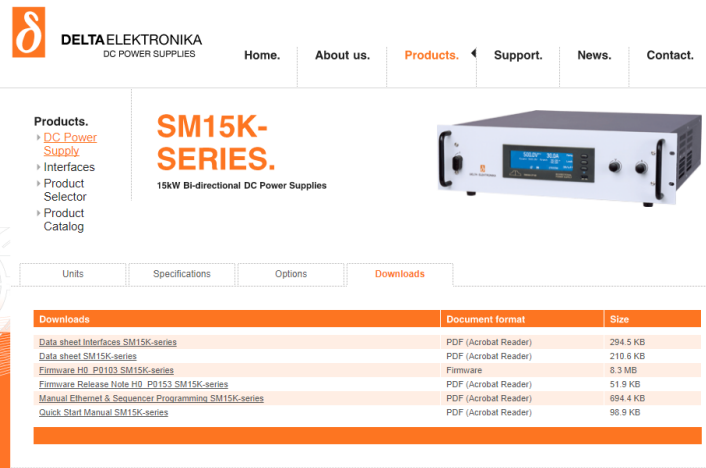 DELTAELEKTRONIKA
DC POWER SUPPLIES
Home. About us. Products. Support. News. Contact.
Products.
DC Power
Supply
Interfaces
Product
Selector
Product
Catalog
SM15K-
SERIES.
15kW Bi-directional DC Power Supplies
Units Specifications Options Downloads
Downloads Document format Size
Data sheet Interfaces SM15K-series PDF (Acrobat Reader) 294.5 KB
Data sheet SM15K-series PDF (Acrobat Reader) 210.6 KB
Firmware H0_P0103 SM15K-series Firmware 8.3 MB
Firmware Release Note H0_P0153 SM15K-series PDF (Acrobat Reader) 51.9 KB
Manual Ethernet & Sequencer Programming SM15K-series PDF (Acrobat Reader) 694.4 KB
Quick Start Manual SM15K-series PDF (Acrobat Reader) 98.9 KB